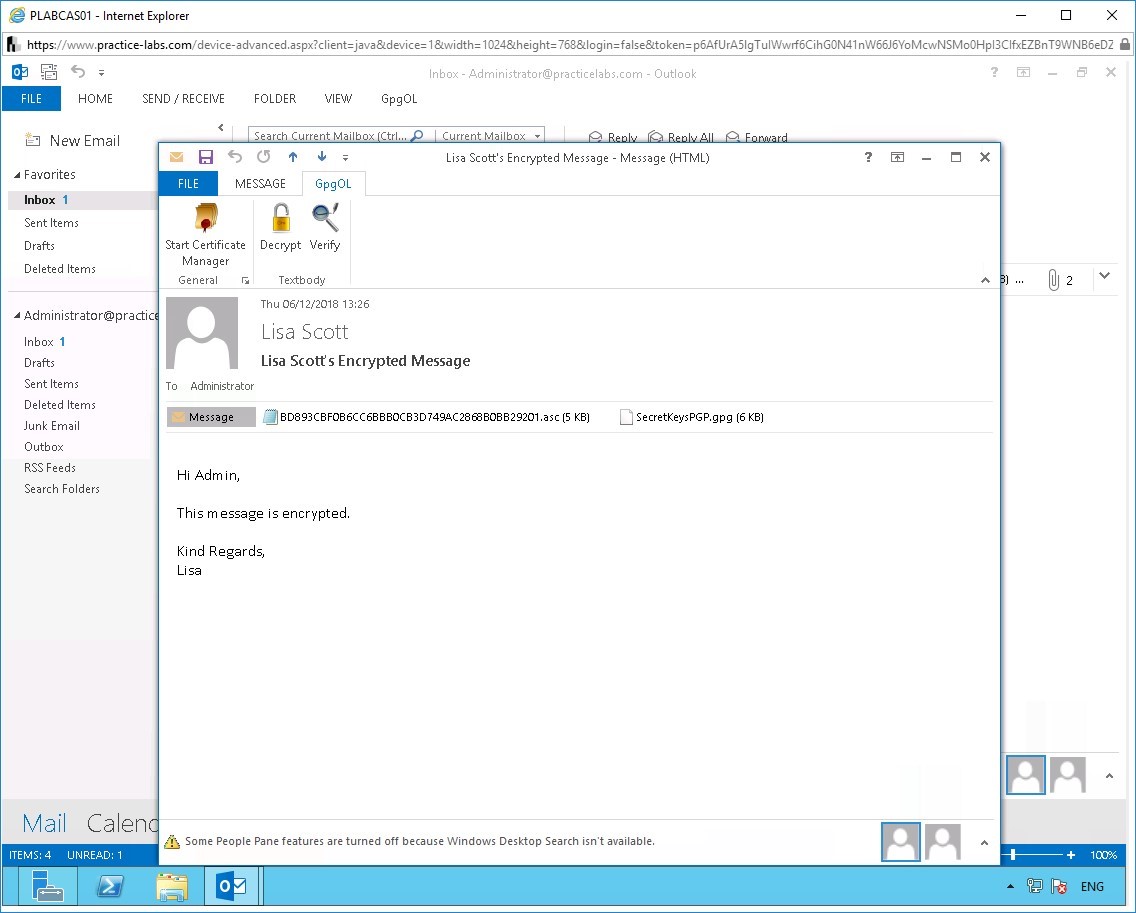 PLABCAS01 - Internet Explorer
https://www.practice-labs.com/device-advanced.aspx?client=java&device=1&width=1024&height=768&login=false&token=p6AfUrA5IgTulWwrf6CihG0N41nW66J6YoMcwNSMo0HpI3ClfxEZBnT9WNB6eDZ
Inbox - Administrator@practicelabs.com - Outlook
FILE HOME SEND / RECEIVE FOLDER VIEW GpgOL
New Email
Search Current Mailbox (Ctrl... Current Mailbox
Reply Reply All Forward
Favorites
Inbox 1
Sent Items
Drafts
Deleted Items
Administrator@practice
Inbox 1
Drafts
Sent Items
Deleted Items
Junk Email
Outbox
RSS Feeds
Search Folders
Lisa Scott's Encrypted Message - Message (HTML)
FILE MESSAGE GpgOL
Start Certificate Manager
Decrypt Verify
General Textbody
) ... 2
Thu 06/12/2018 13:26
Lisa Scott
Lisa Scott's Encrypted Message
To Administrator
Message BD893CBF0B6CC6BBB0CB3D749AC2868B0BB29201.asc (5 KB) SecretKeysPGP.gpg (6 KB)
Hi Admin,
This message is encrypted.
Kind Regards,
Lisa
Some People Pane features are turned off because Windows Desktop Search isn't available.
Mail Calend
ITEMS: 4 UNREAD: 1
100%
ENG